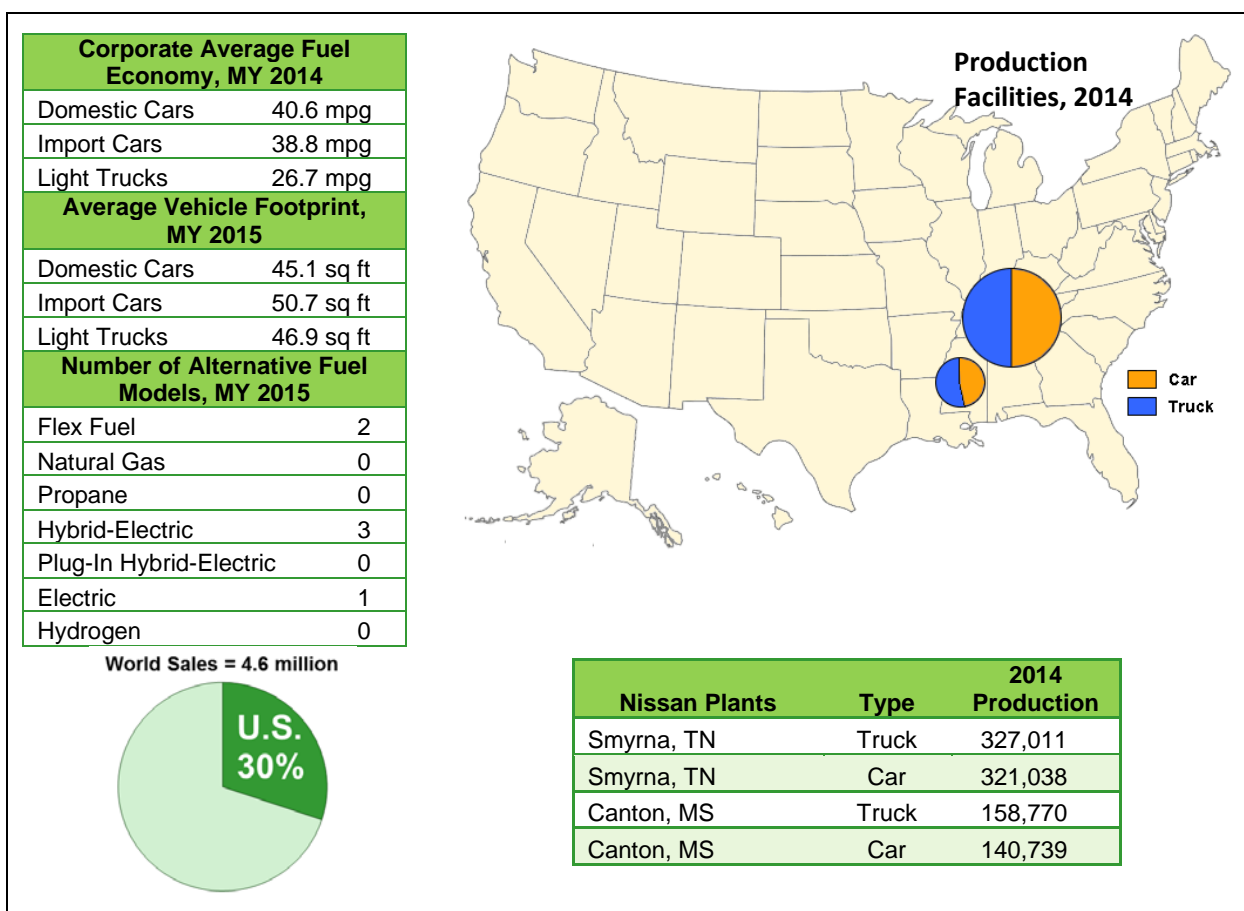 Corporate Average Fuel
Economy, MY 2014
Domestic Cars 40.6 mpg
Import Cars 38.8 mpg
Light Trucks 26.7 mpg
Average Vehicle Footprint,
MY 2015
Domestic Cars 45.1 sq ft
Import Cars 50.7 sq ft
Light Trucks 46.9 sq ft
Number of Alternative Fuel
Models, MY 2015
Flex Fuel 2
Natural Gas 0
Propane 0
Hybrid-Electric 3
Plug-In Hybrid-Electric 0
Electric 1
Hydrogen 0
World Sales = 4.6 million
U.S.
30%
Production
Facilities, 2014
Car
Truck
Nissan Plants Type 2014 Production
Smyrna, TN Truck 327,011
Smyrna, TN Car 321,038
Canton, MS Truck 158,770
Canton, MS Car 140,739